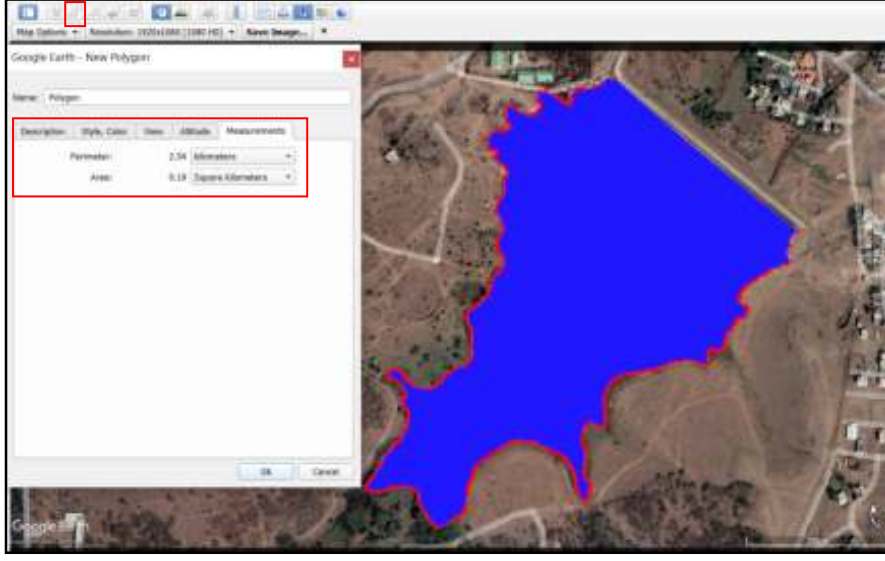 Map Options Resolution: 1920x1080 (1080 HD) Save Image...
Google Earth - New Polygon
Name: Polygon
Description Style, Color View Altitude Measurements
Perimeter: 2.54 Kilometers
Area: 0.19 Square Kilometers
Ok Cancel
Google Earth